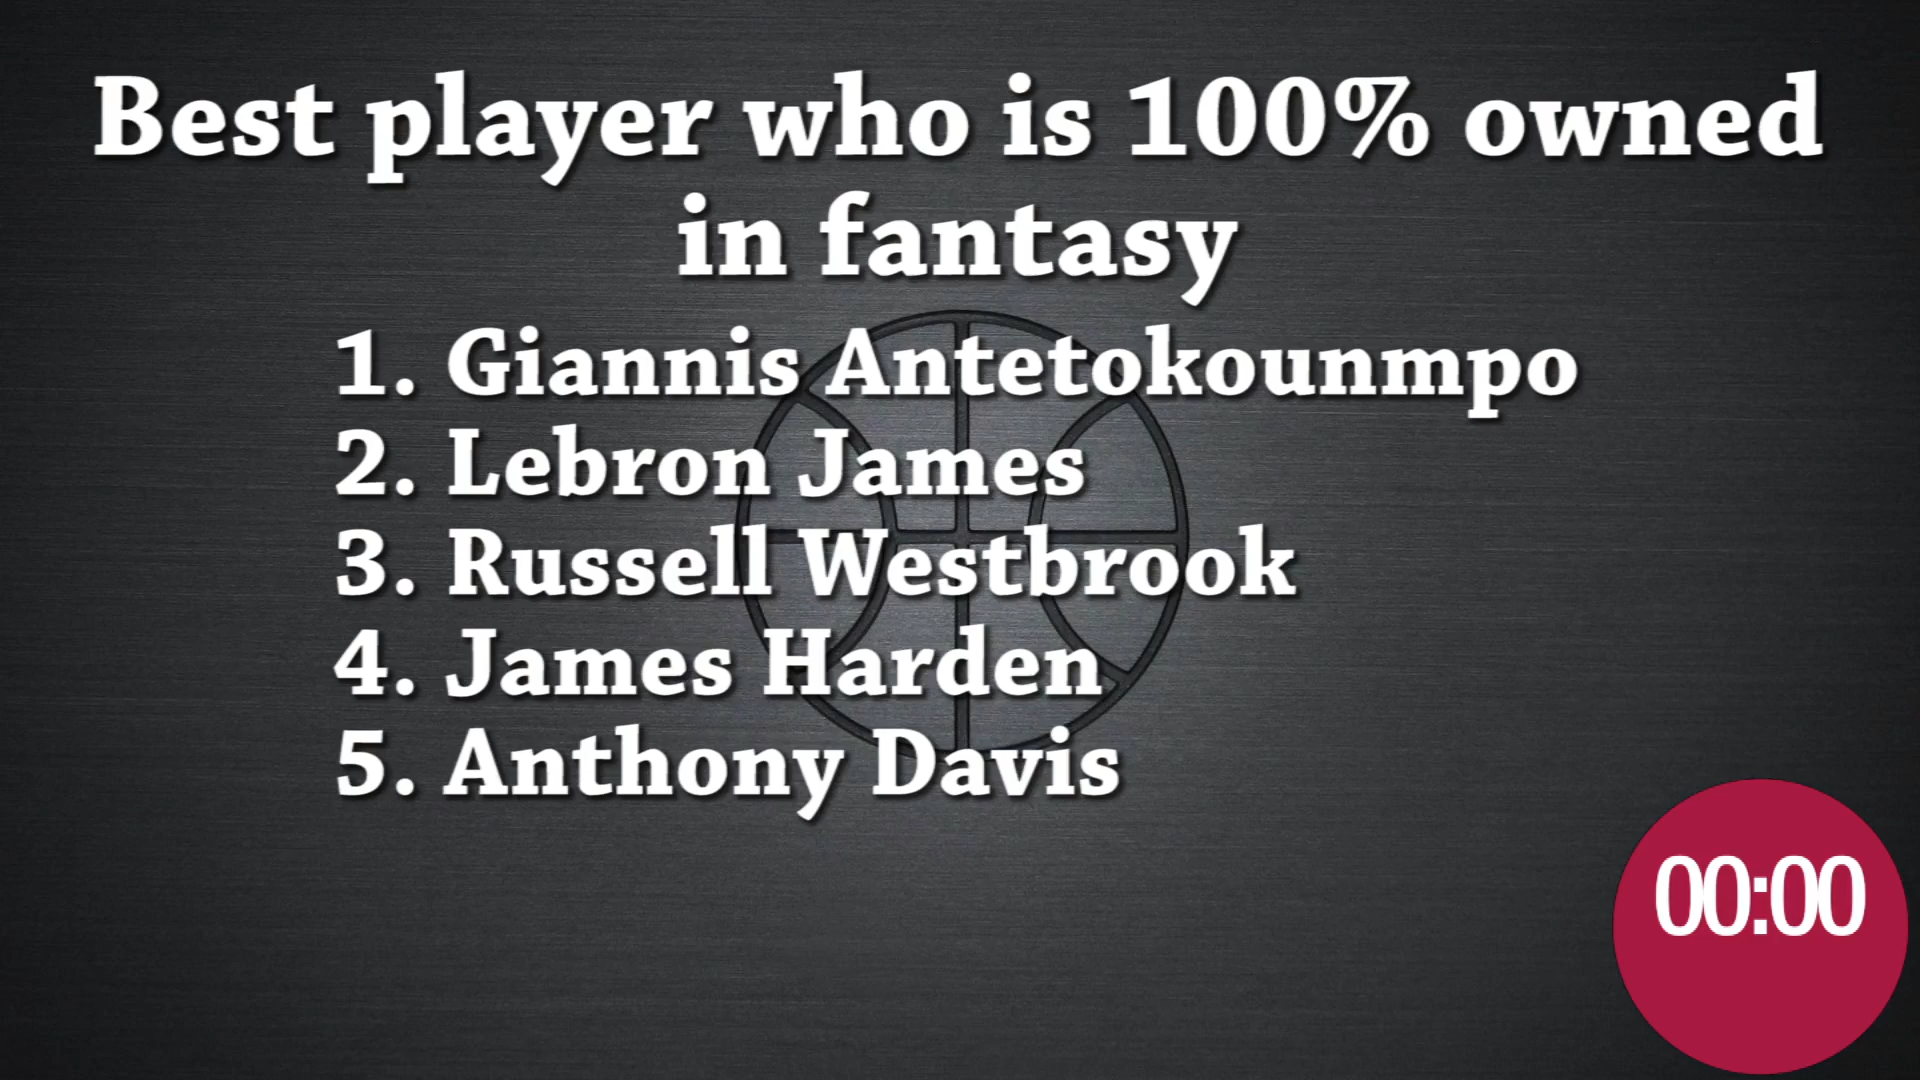 Best player who is 100% owned
in fantasy
1. Giannis Antetokounmpo
2. Lebron James
3. Russell Westbrook
4. James Harden
5. Anthony Davis
00:00